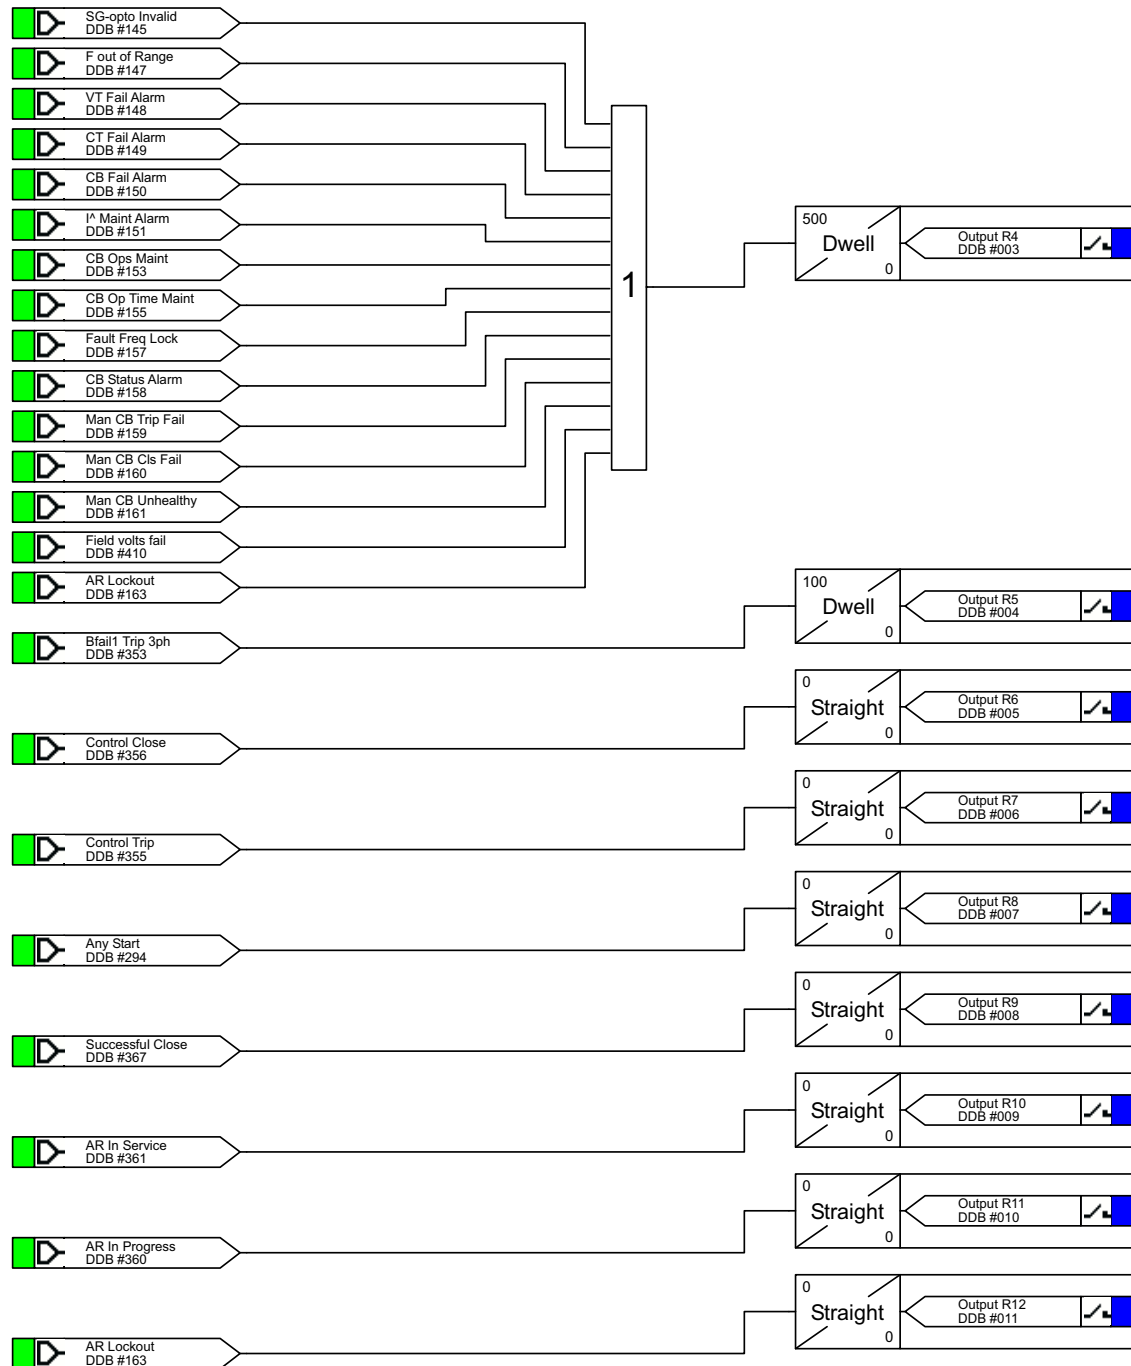 SG-opto Invalid
DDB #145
F out of Range
DDB #147
VT Fail Alarm
DDB #148
CT Fail Alarm
DDB #149
CB Fail Alarm
DDB #150
I^ Maint Alarm
DDB #151
CB Ops Maint
DDB #153
CB Op Time Maint
DDB #155
Fault Freq Lock
DDB #157
CB Status Alarm
DDB #158
Man CB Trip Fail
DDB #159
Man CB Cls Fail
DDB #160
Man CB Unhealthy
DDB #161
Field volts fail
DDB #410
AR Lockout
DDB #163
1
500
Dwell
0
Output R4
DDB #003
Bfail1 Trip 3ph
DDB #353
100
Dwell
0
Output R5
DDB #004
Control Close
DDB #356
0
Straight
0
Output R6
DDB #005
Control Trip
DDB #355
0
Straight
0
Output R7
DDB #006
Any Start
DDB #294
0
Straight
0
Output R8
DDB #007
Successful Close
DDB #367
0
Straight
0
Output R9
DDB #008
AR In Service
DDB #361
0
Straight
0
Output R10
DDB #009
AR In Progress
DDB #360
0
Straight
0
Output R11
DDB #010
AR Lockout
DDB #163
0
Straight
0
Output R12
DDB #011